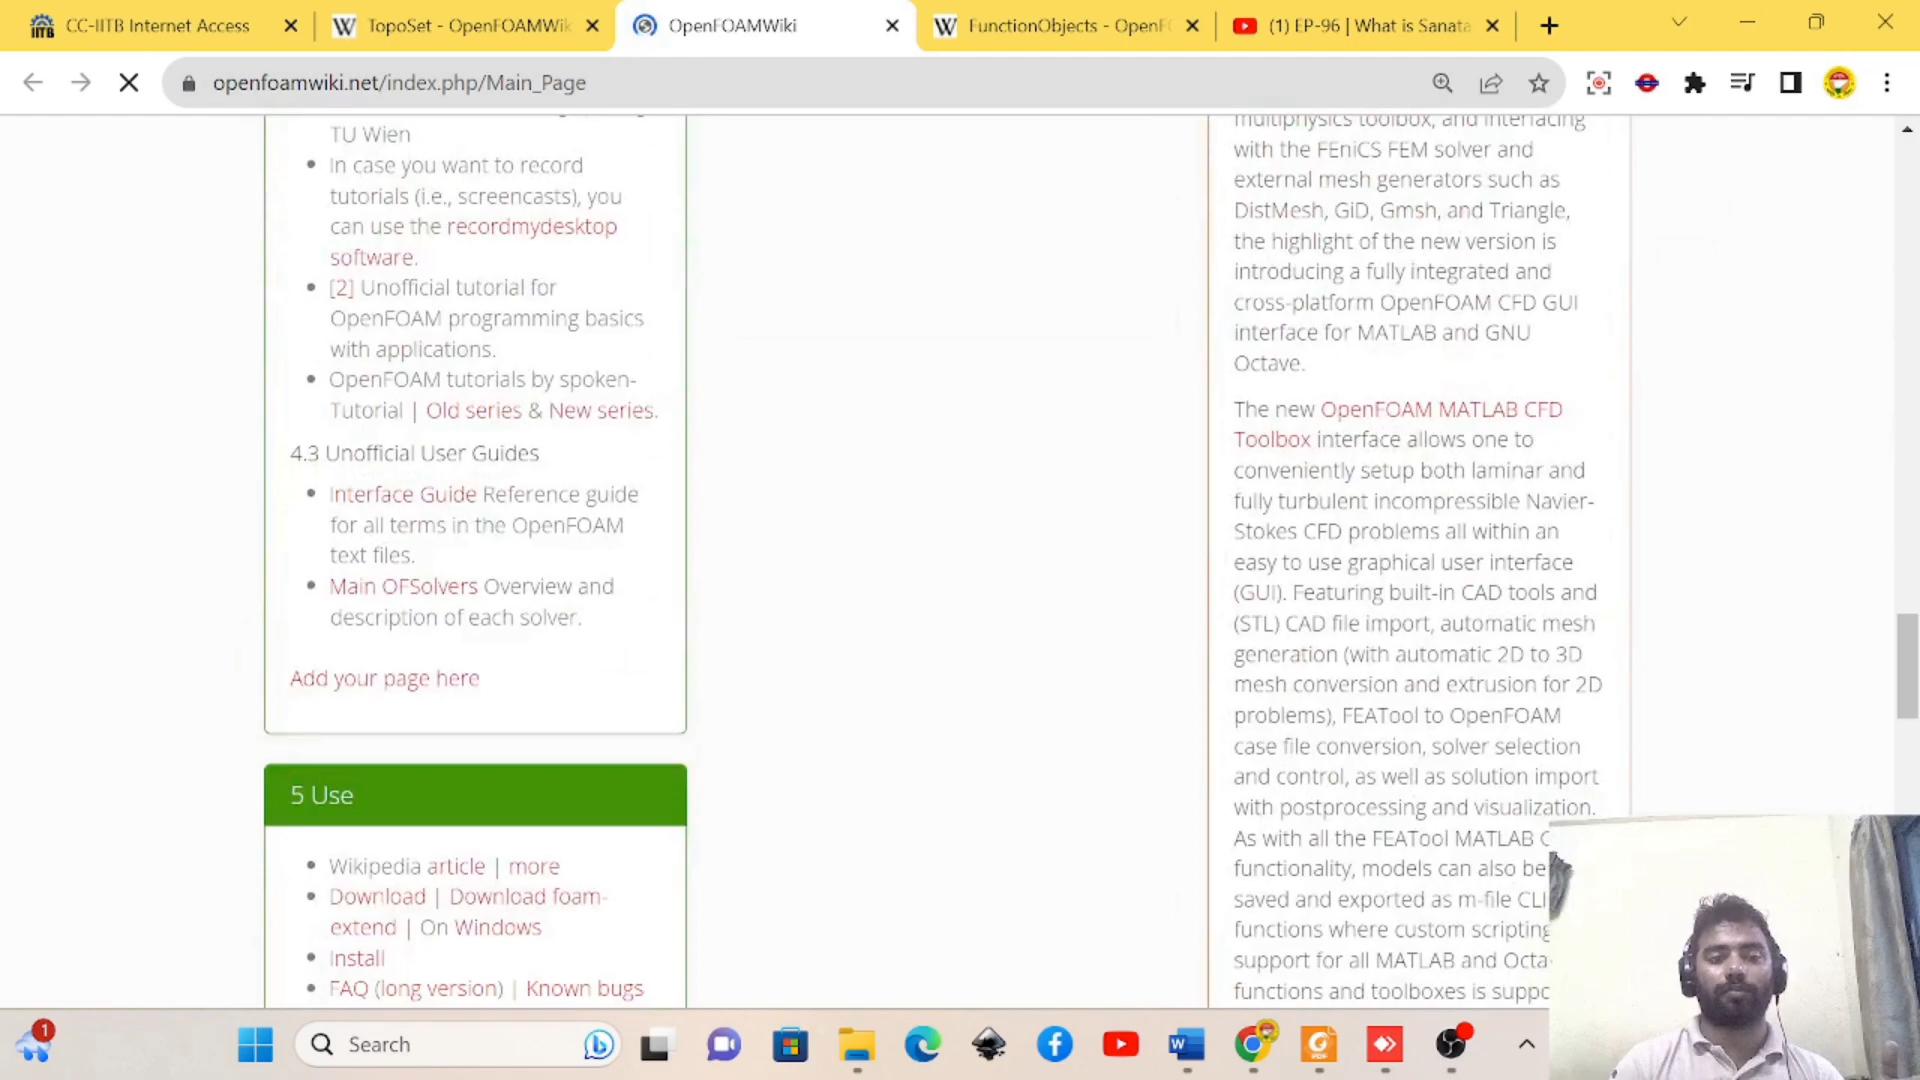 CC-IITB Internet Access
TopoSet - OpenFOAMWik
OpenFOAMWiki
FunctionObjects - OpenFO
(1) EP-96 | What is Sanata
openfoamwiki.net/index.php/Main_Page
TU Wien
In case you want to record
tutorials (i.e., screencasts), you
can use the recordmydesktop
software.
[2] Unofficial tutorial for
OpenFOAM programming basics
with applications.
OpenFOAM tutorials by spoken-
Tutorial | Old series & New series.
4.3 Unofficial User Guides
Interface Guide Reference guide
for all terms in the OpenFOAM
text files.
Main OFSolvers Overview and
description of each solver.
Add your page here
5 Use
Wikipedia article | more
Download | Download foam-
extend | On Windows
Install
FAQ (long version) | Known bugs
multiphysics toolbox, and interfacing
with the FEniCS FEM solver and
external mesh generators such as
DistMesh, GiD, Gmsh, and Triangle,
the highlight of the new version is
introducing a fully integrated and
cross-platform OpenFOAM CFD GUI
interface for MATLAB and GNU
Octave.
The new OpenFOAM MATLAB CFD
Toolbox interface allows one to
conveniently setup both laminar and
fully turbulent incompressible Navier-
Stokes CFD problems all within an
easy to use graphical user interface
(GUI). Featuring built-in CAD tools and
(STL) CAD file import, automatic mesh
generation (with automatic 2D to 3D
mesh conversion and extrusion for 2D
problems), FEATool to OpenFOAM
case file conversion, solver selection
and control, as well as solution import
with postprocessing and visualization.
As with all the FEATool MATLAB C
functionality, models can also be
saved and exported as m-file CLI
functions where custom scripting
support for all MATLAB and Octa
functions and toolboxes is suppo
1
Search